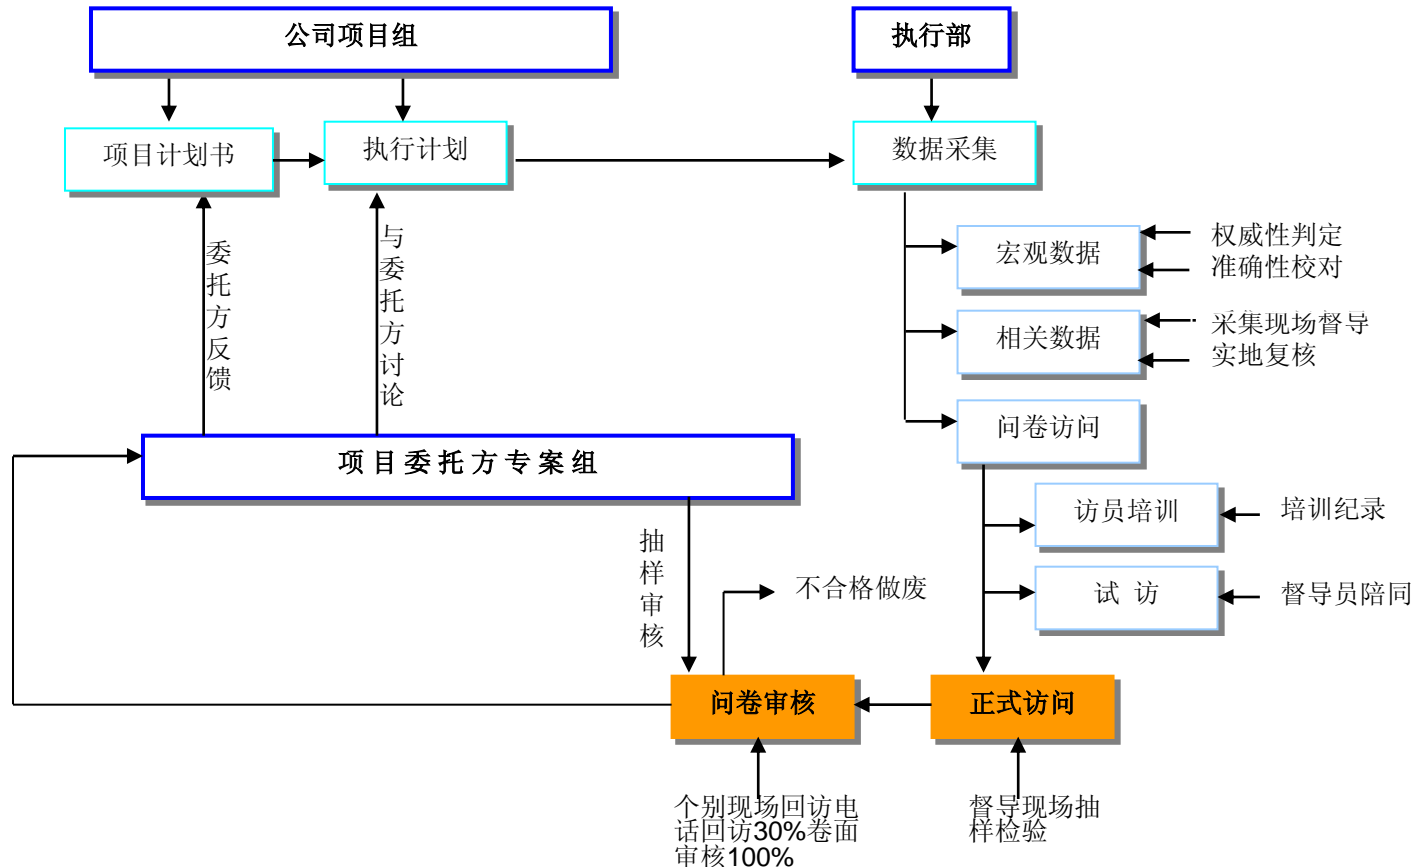 公司项目组
执行部
项目计划书
执行计划
数据采集
委托方反馈
与委托方讨论
宏观数据
权威性判定
准确性校对
相关数据
采集现场督导
实地复核
问卷访问
项目委托方专案组
访员培训
培训纪录
抽样审核
不合格做废
试 访
督导员陪同
问卷审核
正式访问
个别现场回访电
话回访30%卷面
审核100%
督导现场抽
样检验